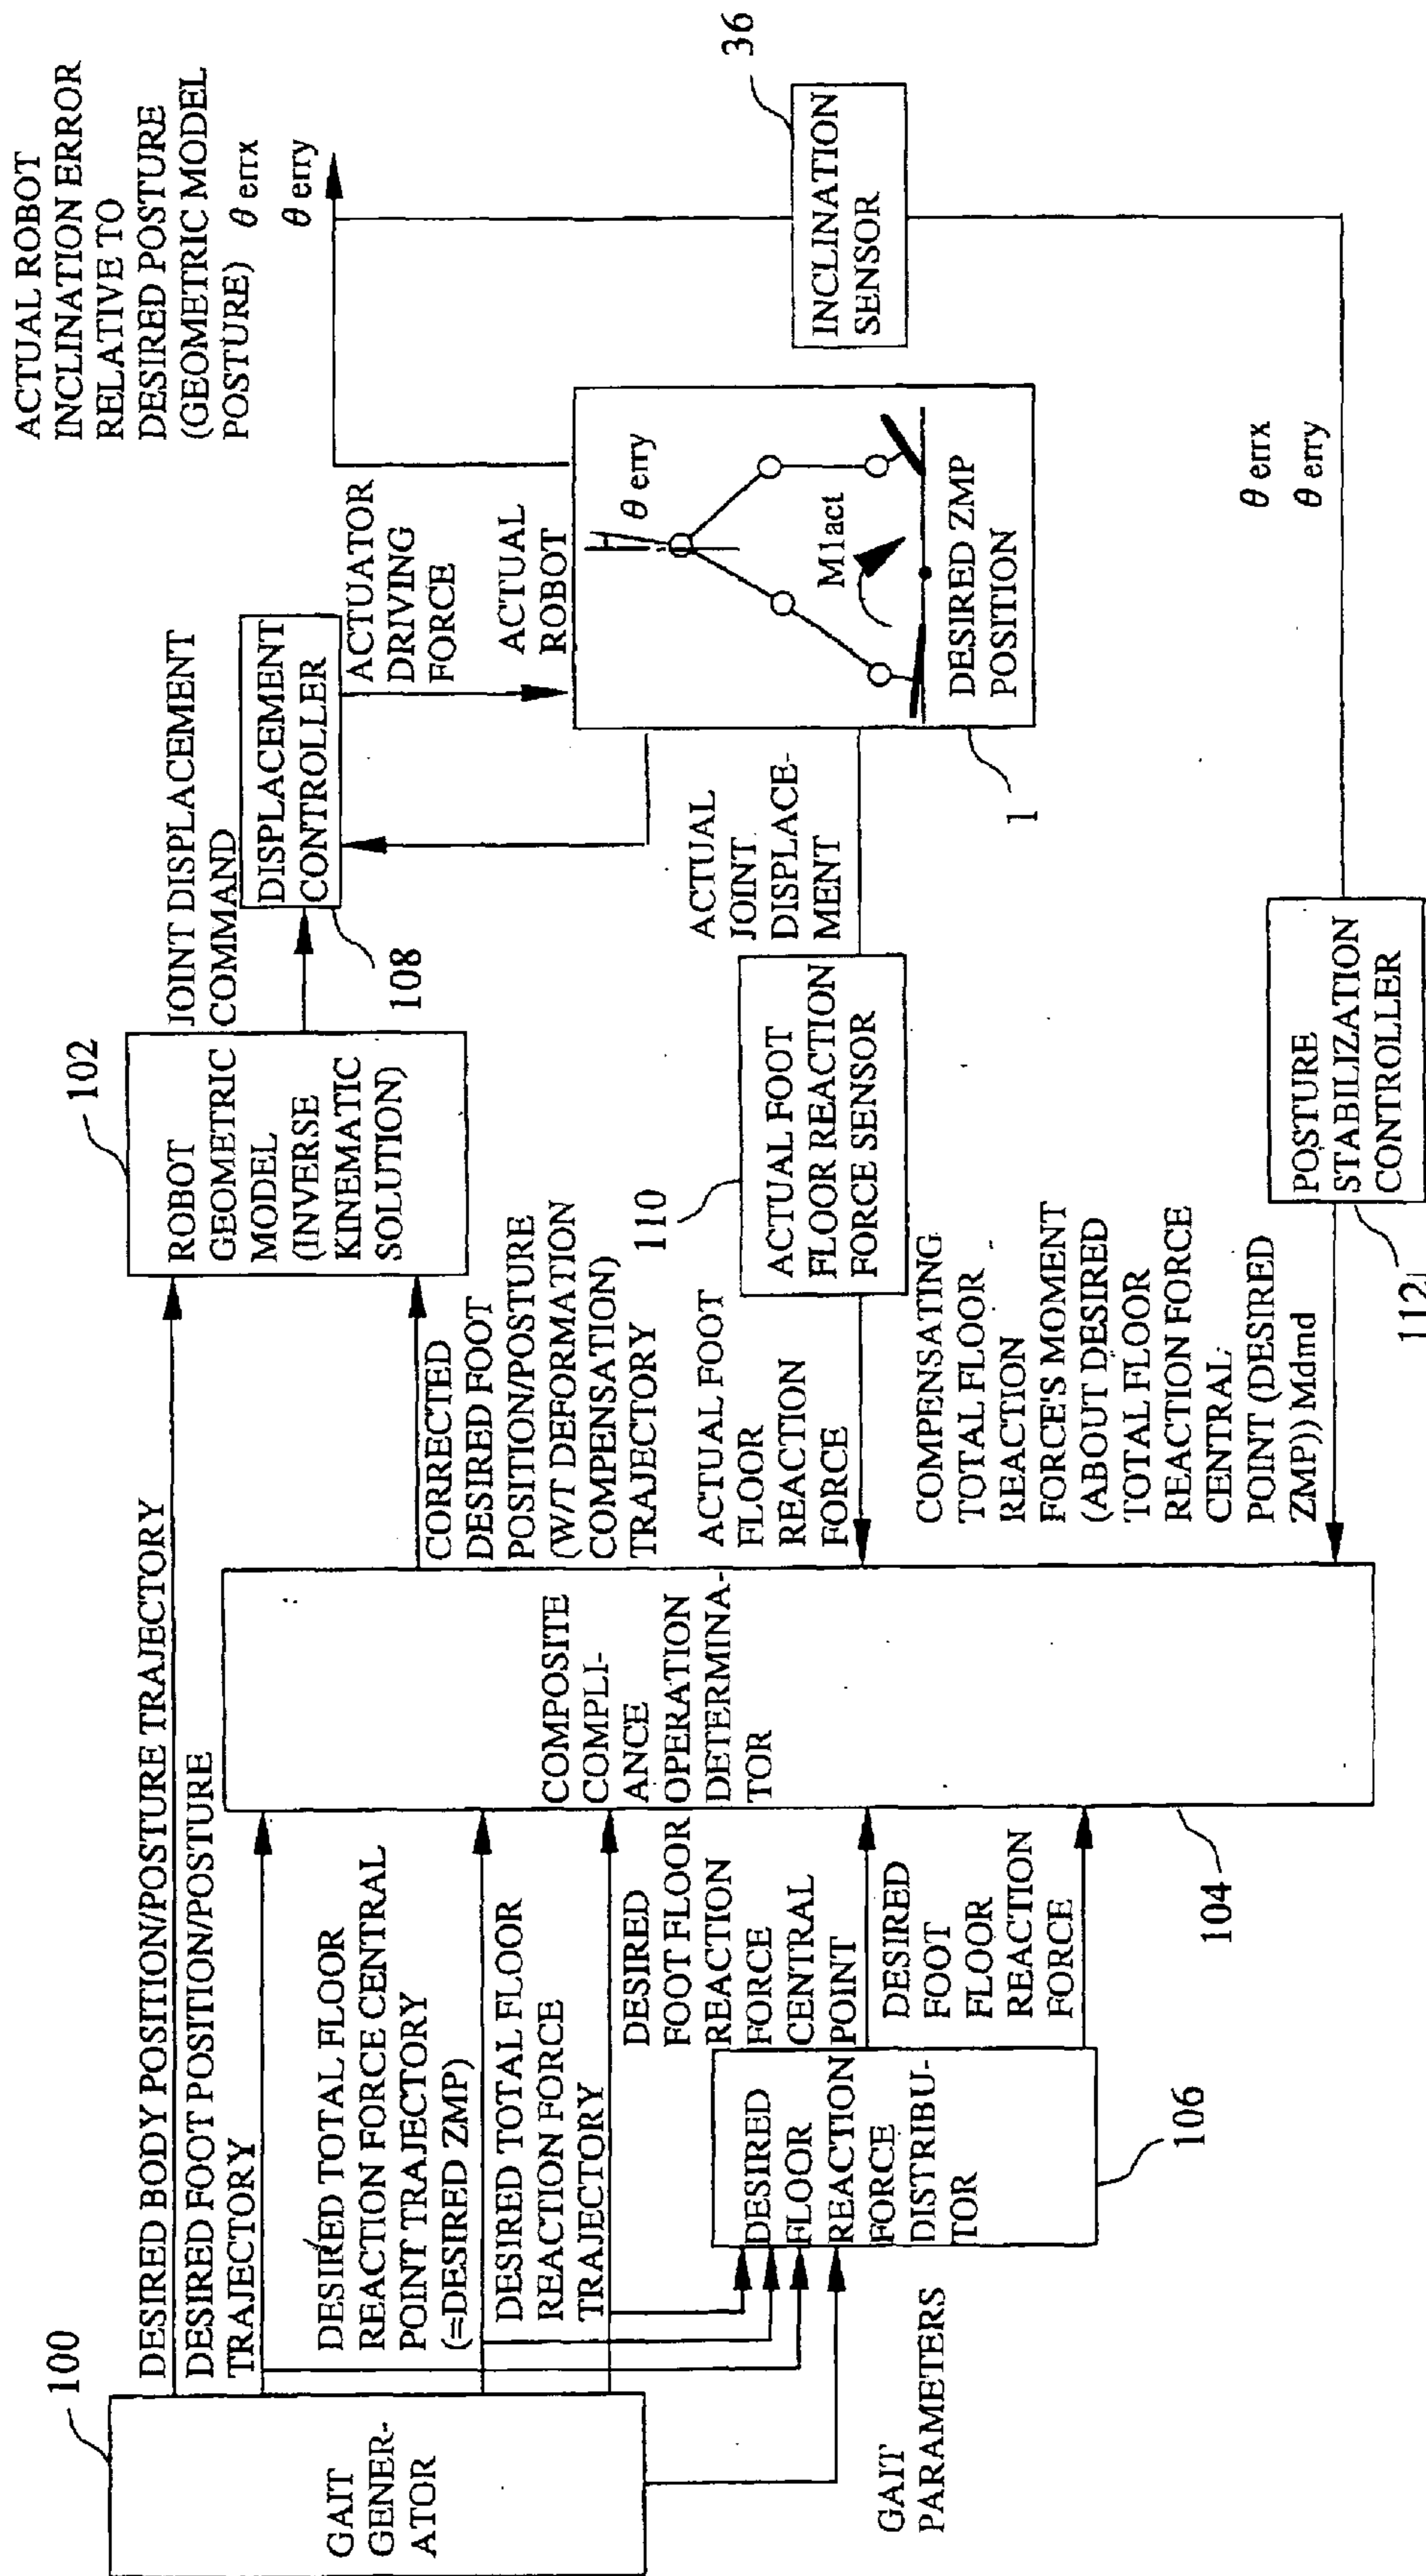 100
GAIT
GENER-
ATOR
GAIT
PARAMETERS
DESIRED BODY POSITION/POSTURE TRAJECTORY
DESIRED FOOT POSITION/POSTURE
TRAJECTORY
DESIRED TOTAL FLOOR
REACTION FORCE CENTRAL
POINT TRAJECTORY
(=DESIRED ZMP)
DESIRED TOTAL FLOOR
REACTION FORCE
TRAJECTORY
DESIRED
FLOOR
REACTION
FORCE
DISTRIBU-
TOR
106
DESIRED
FOOT FLOOR
REACTION
FORCE
CENTRAL
POINT
DESIRED
FOOT
FLOOR
REACTION
FORCE
COMPOSITE
COMPLI-
ANCE
OPERATION
DETERMINA-
TOR
104
CORRECTED
DESIRED FOOT
POSITION/POSTURE
(W/T DEFORMATION
COMPENSATION)
TRAJECTORY
ACTUAL FOOT
FLOOR
REACTION
FORCE
COMPENSATING
TOTAL FLOOR
REACTION
FORCE'S MOMENT
(ABOUT DESIRED
TOTAL FLOOR
REACTION FORCE
CENTRAL
POINT (DESIRED
ZMP)) Mdmd
102
ROBOT
GEOMETRIC
MODEL
(INVERSE
KINEMATIC
SOLUTION)
110
ACTUAL FOOT
FLOOR REACTION
FORCE SENSOR
POSTURE
STABILIZATION
CONTROLLER
112
JOINT DISPLACEMENT
COMMAND
DISPLACEMENT
CONTROLLER
108
ACTUAL
JOINT
DISPLACE-
MENT
ACTUATOR
DRIVING
FORCE
ACTUAL
ROBOT
θ erry
M1act
DESIRED ZMP
POSITION
1
ACTUAL ROBOT
INCLINATION ERROR
RELATIVE TO
DESIRED POSTURE
(GEOMETRIC MODEL
POSTURE) θ errx
θ erry
INCLINATION
SENSOR
36
θ errx
θ erry